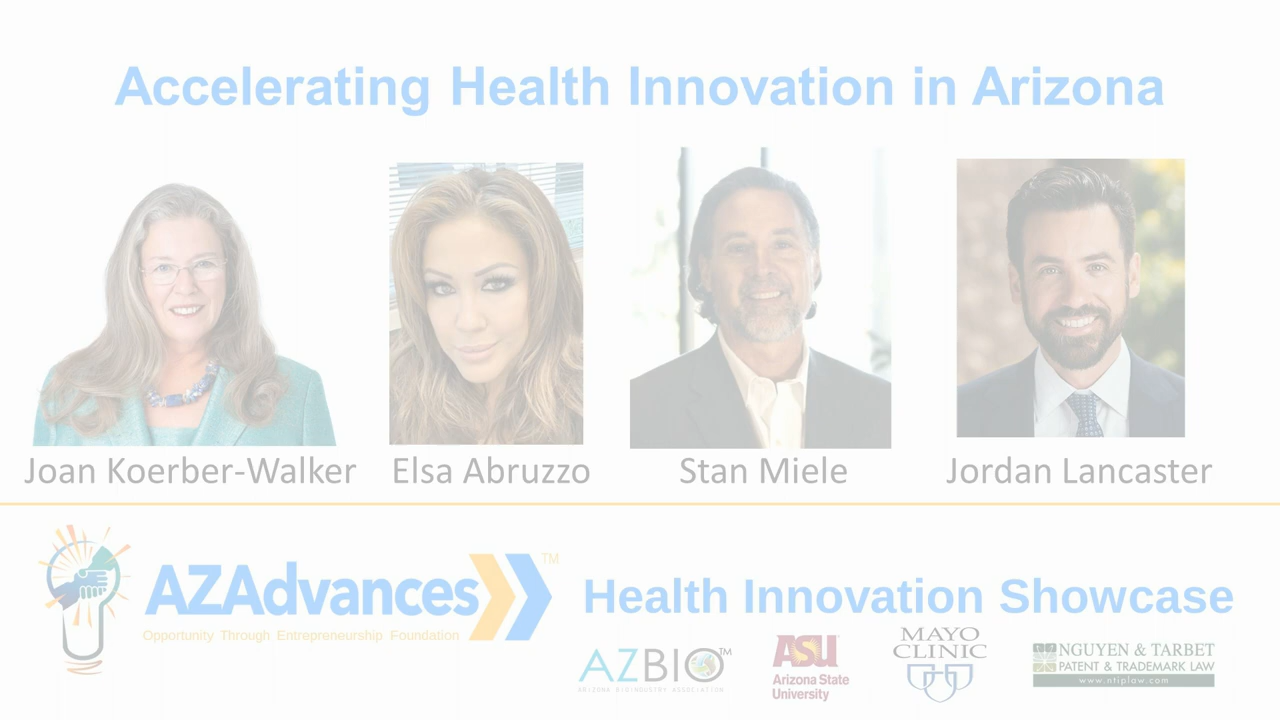 Accelerating Health Innovation in Arizona
Joan Koerber-Walker
Elsa Abruzzo
Stan Miele
Jordan Lancaster
AZAdvances TM
Opportunity Through Entrepreneurship Foundation
Health Innovation Showcase
AZBIO TM
ARIZONA BIOINDUSTRY ASSOCIATION
ASU
Arizona State
University
MAYO
CLINIC
NGUYEN & TARBET
PATENT & TRADEMARK LAW
www.ntiplaw.com